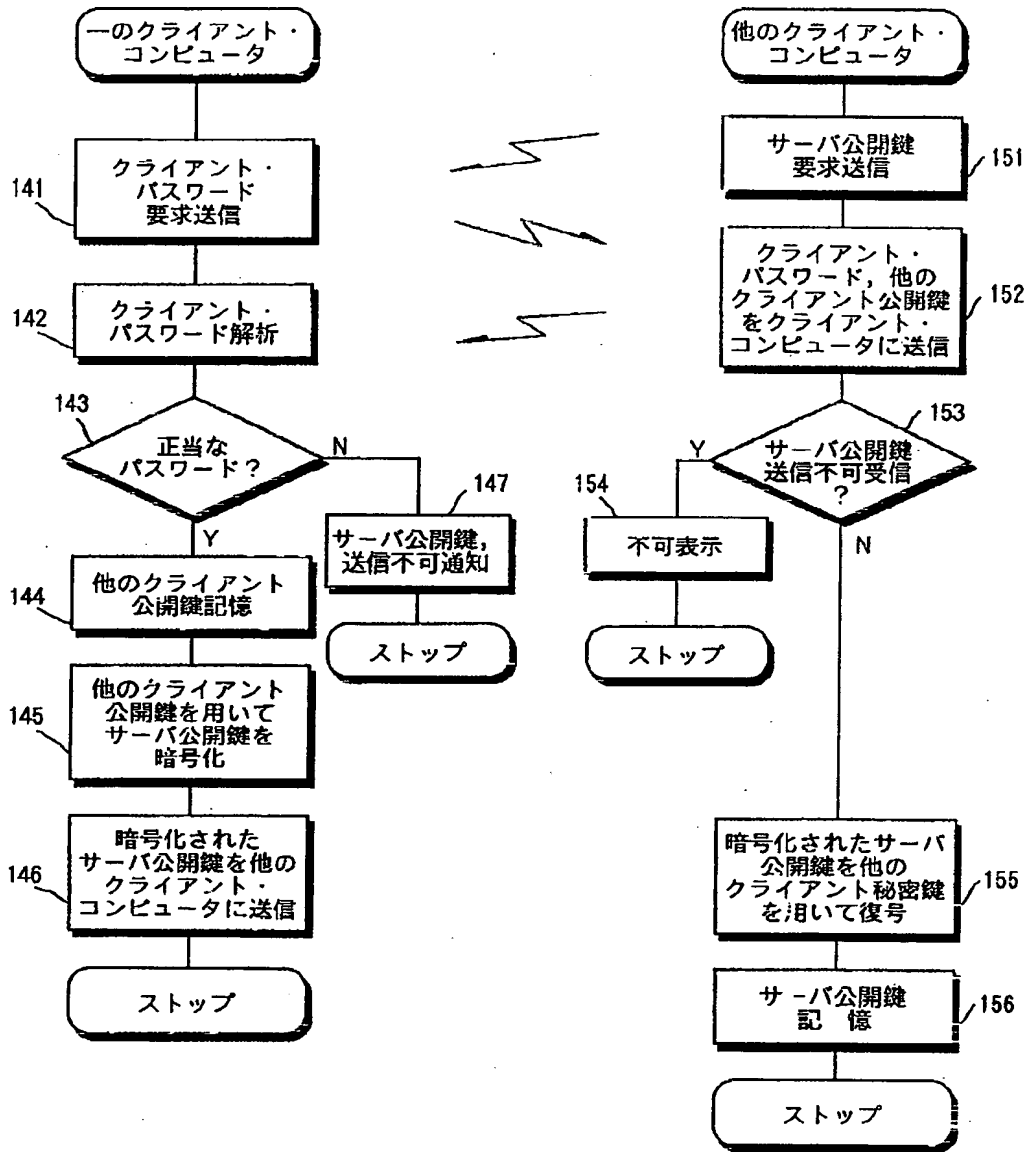 一のクライアント・
コンピュータ
141
クライアント・
パスワード
要求送信
142
クライアント・
パスワード解析
143
正当な
パスワード?
N
Y
147
サーバ公開鍵,
送信不可通知
ストップ
144
他のクライアント
公開鍵記憶
145
他のクライアント
公開鍵を用いて
サーバ公開鍵を
暗号化
146
暗号化された
サーバ公開鍵を他の
クライアント・
コンピュータに送信
ストップ
他のクライアント・
コンピュータ
サーバ公開鍵
要求送信
151
クライアント・
パスワード, 他の
クライアント公開鍵
をクライアント・
コンピュータに送信
152
153
サーバ公開鍵
送信不可受信
?
Y
N
154
不可表示
ストップ
暗号化されたサーバ
公開鍵を他の
クライアント秘密鍵
を用いて復号
155
サーバ公開鍵
記 憶
156
ストップ